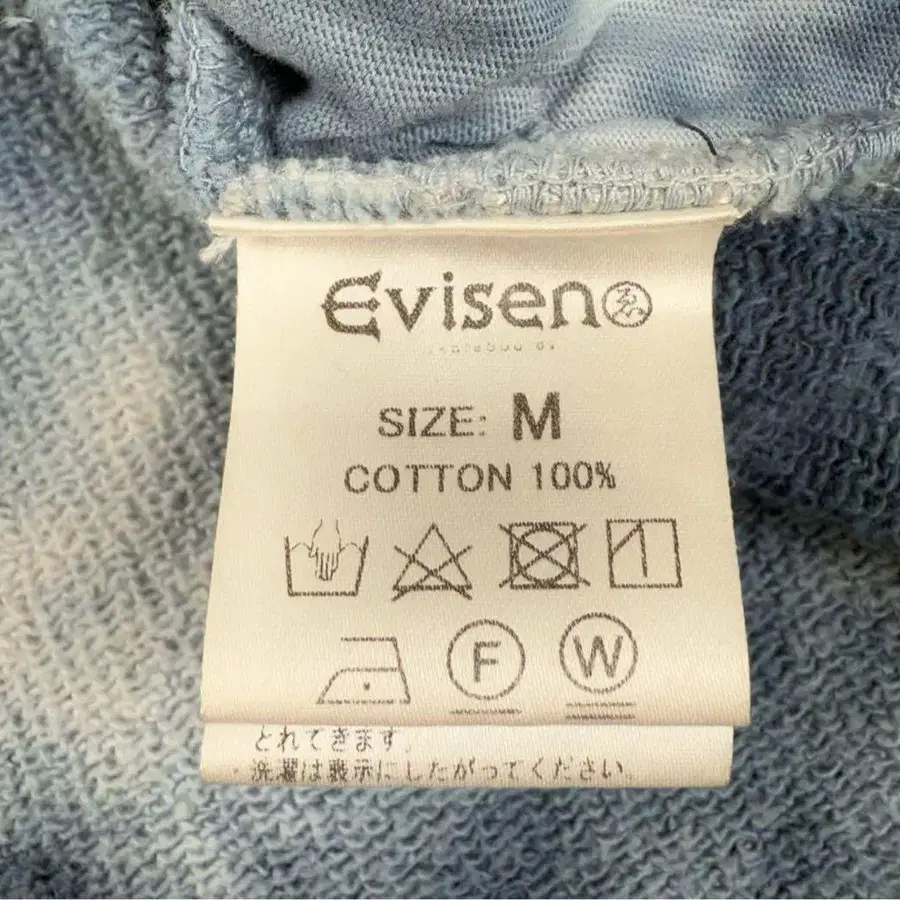 Evisen ゑ
SIZE: M
COTTON 100%
F
W
とれてきます。
・洗濯は表示にしたがってください。